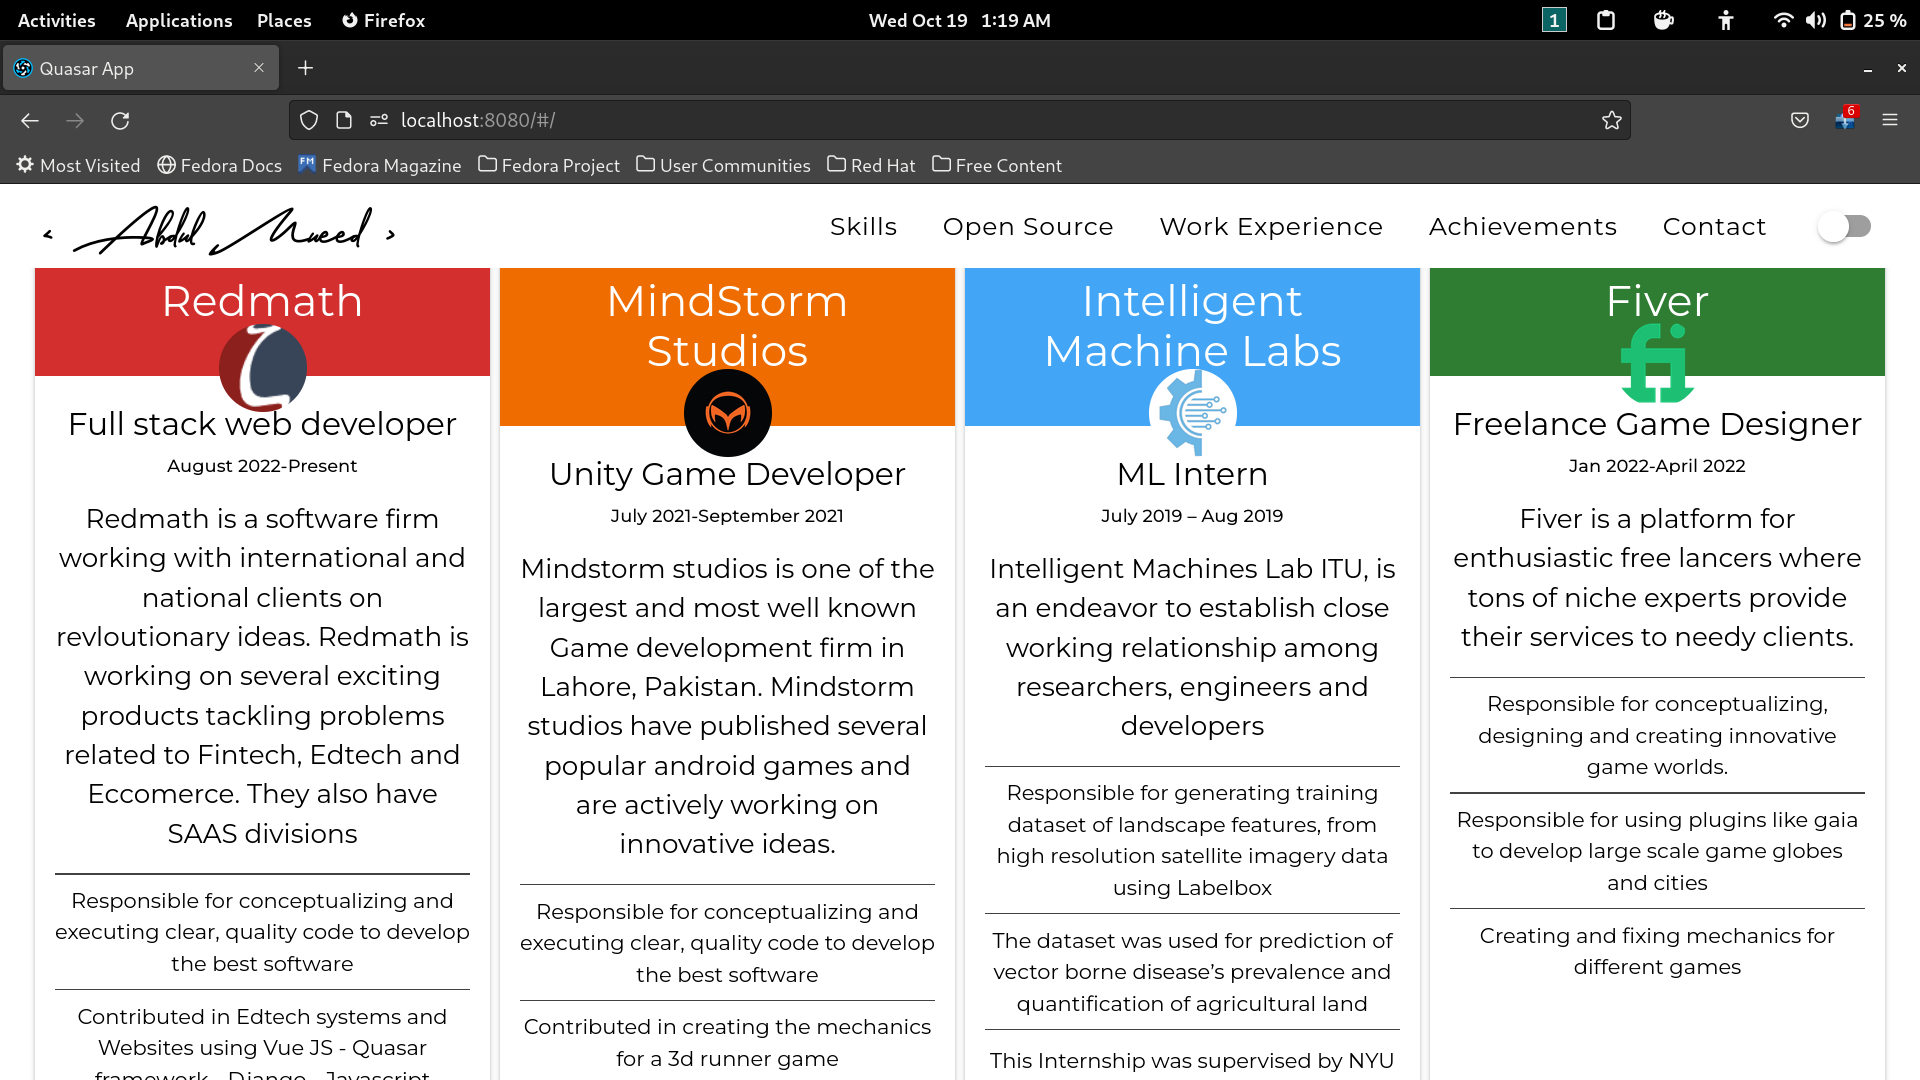 Activities Applications Places Firefox Wed Oct 19 1:19 AM 1 25 %
Quasar App
localhost:8080/#/ 6
Most Visited Fedora Docs FM Fedora Magazine Fedora Project User Communities Red Hat Free Content
< Abdul Mueed > Skills Open Source Work Experience Achievements Contact
Redmath
Full stack web developer
August 2022-Present
Redmath is a software firm
working with international and
national clients on
revloutionary ideas. Redmath is
working on several exciting
products tackling problems
related to Fintech, Edtech and
Eccomerce. They also have
SAAS divisions
Responsible for conceptualizing and
executing clear, quality code to develop
the best software
Contributed in Edtech systems and
Websites using Vue JS - Quasar
framework - Django - Javascript
MindStorm
Studios
Unity Game Developer
July 2021-September 2021
Mindstorm studios is one of the
largest and most well known
Game development firm in
Lahore, Pakistan. Mindstorm
studios have published several
popular android games and
are actively working on
innovative ideas.
Responsible for conceptualizing and
executing clear, quality code to develop
the best software
Contributed in creating the mechanics
for a 3d runner game
Intelligent
Machine Labs
ML Intern
July 2019 – Aug 2019
Intelligent Machines Lab ITU, is
an endeavor to establish close
working relationship among
researchers, engineers and
developers
Responsible for generating training
dataset of landscape features, from
high resolution satellite imagery data
using Labelbox
The dataset was used for prediction of
vector borne disease’s prevalence and
quantification of agricultural land
This Internship was supervised by NYU
Fiver
fi
Freelance Game Designer
Jan 2022-April 2022
Fiver is a platform for
enthusiastic free lancers where
tons of niche experts provide
their services to needy clients.
Responsible for conceptualizing,
designing and creating innovative
game worlds.
Responsible for using plugins like gaia
to develop large scale game globes
and cities
Creating and fixing mechanics for
different games